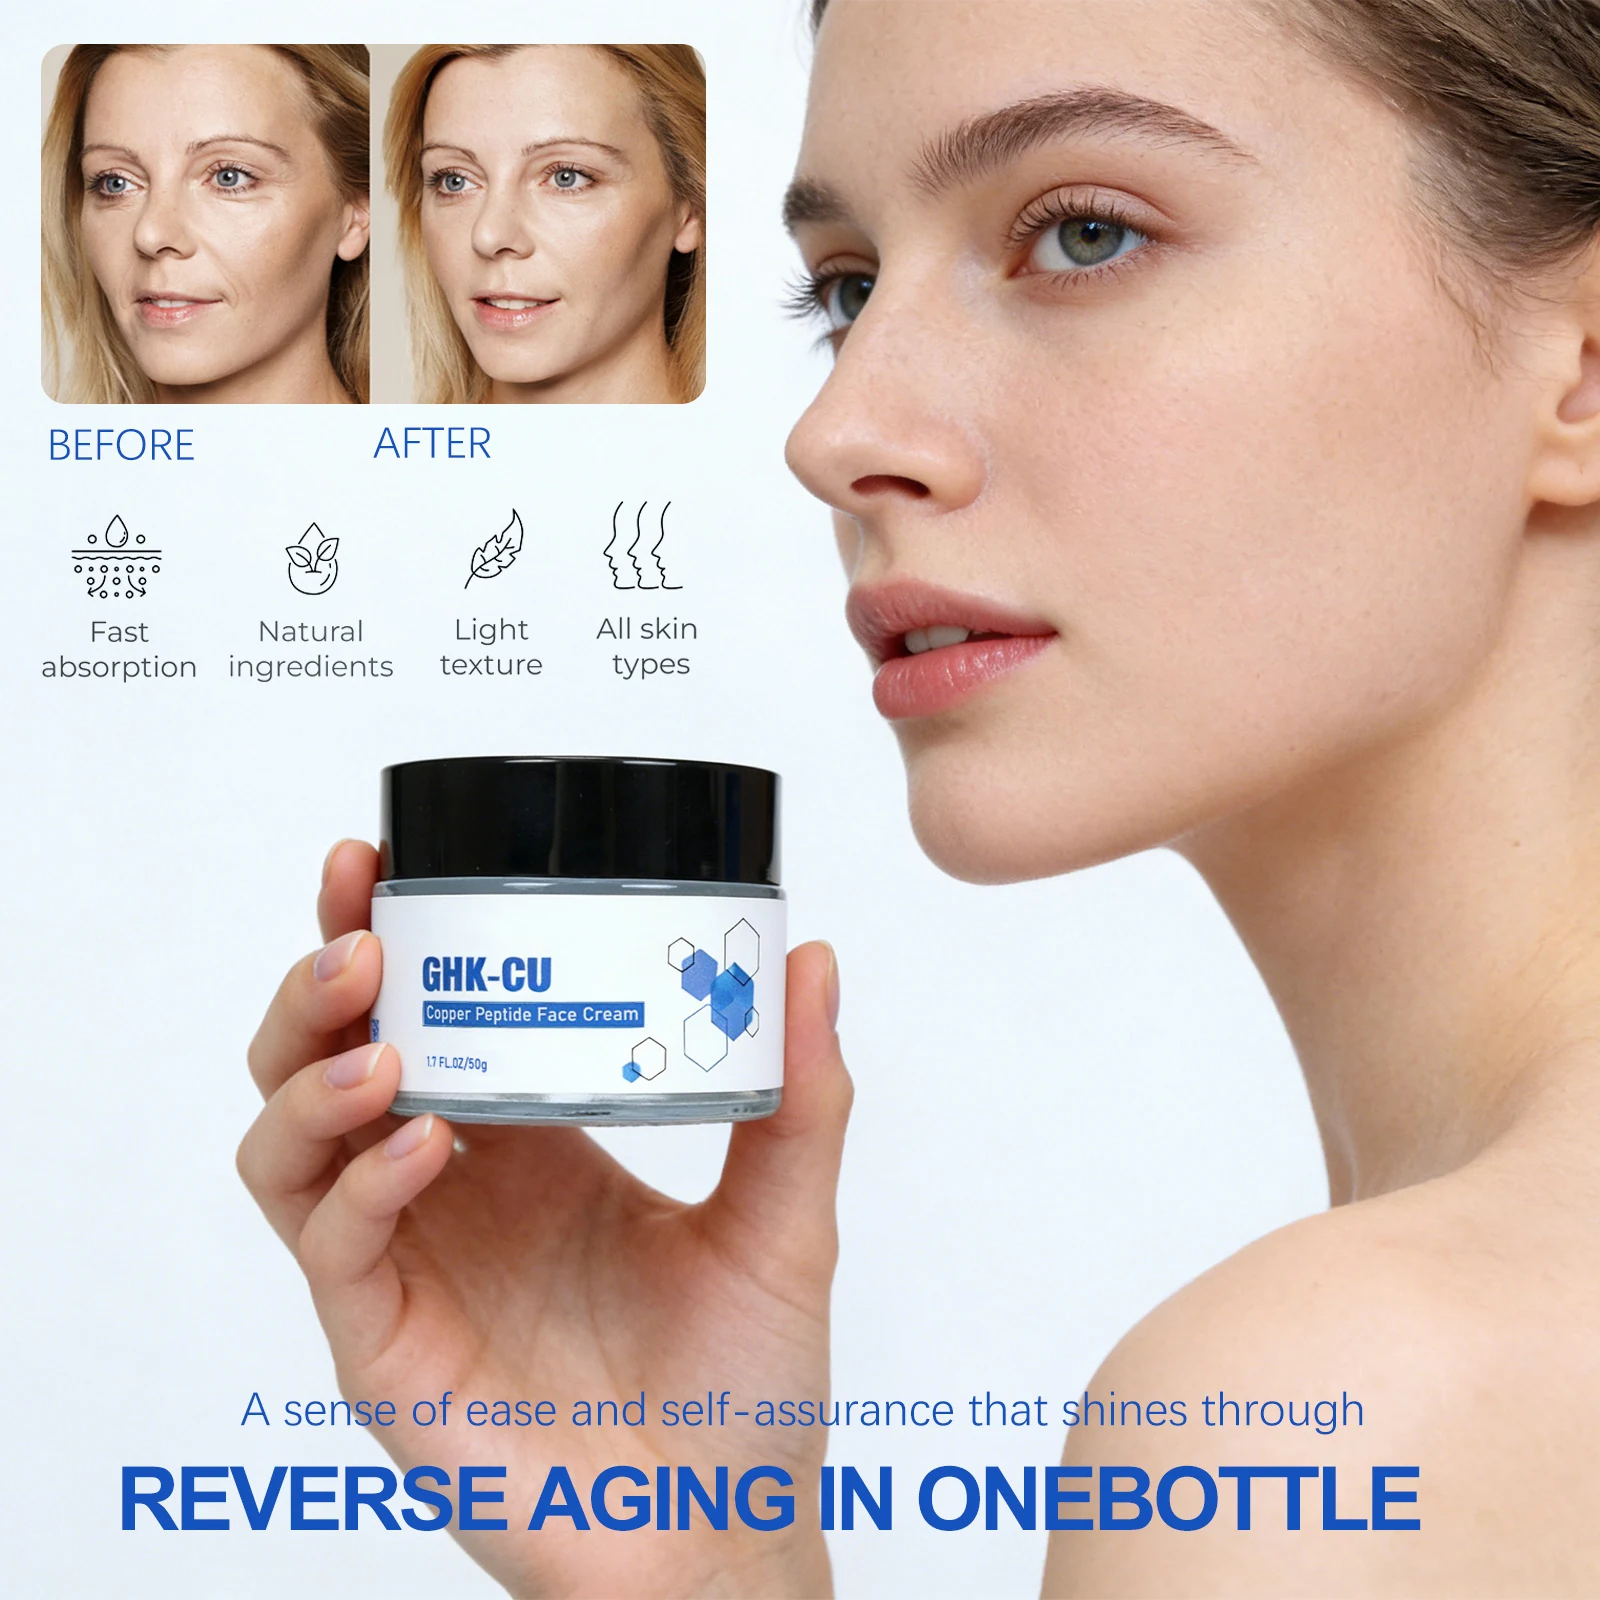 BEFORE
AFTER
Fast
absorption
Natural
ingredients
Light
texture
All skin
types
GHK-CU
Copper Peptide Face Cream
1.7 FL.OZ/50g
A sense of ease and self-assurance that shines through
REVERSE AGING IN ONEBOTTLE